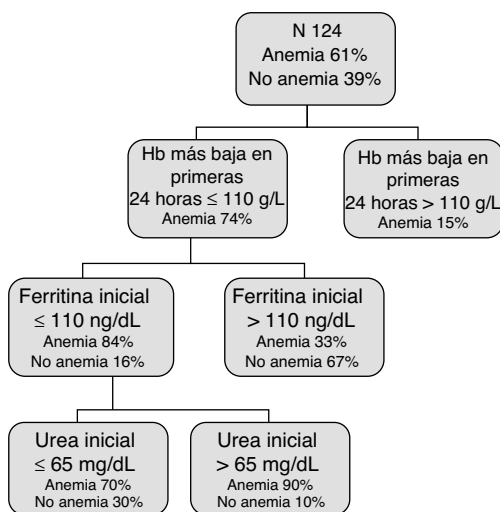 N 124
Anemia 61%
No anemia 39%
Hb más baja en
primeras
24 horas ≤ 110 g/L
Anemia 74%
Hb más baja en
primeras
24 horas > 110 g/L
Anemia 15%
Ferritina inicial
≤ 110 ng/dL
Anemia 84%
No anemia 16%
Ferritina inicial
> 110 ng/dL
Anemia 33%
No anemia 67%
Urea inicial
≤ 65 mg/dL
Anemia 70%
No anemia 30%
Urea inicial
> 65 mg/dL
Anemia 90%
No anemia 10%